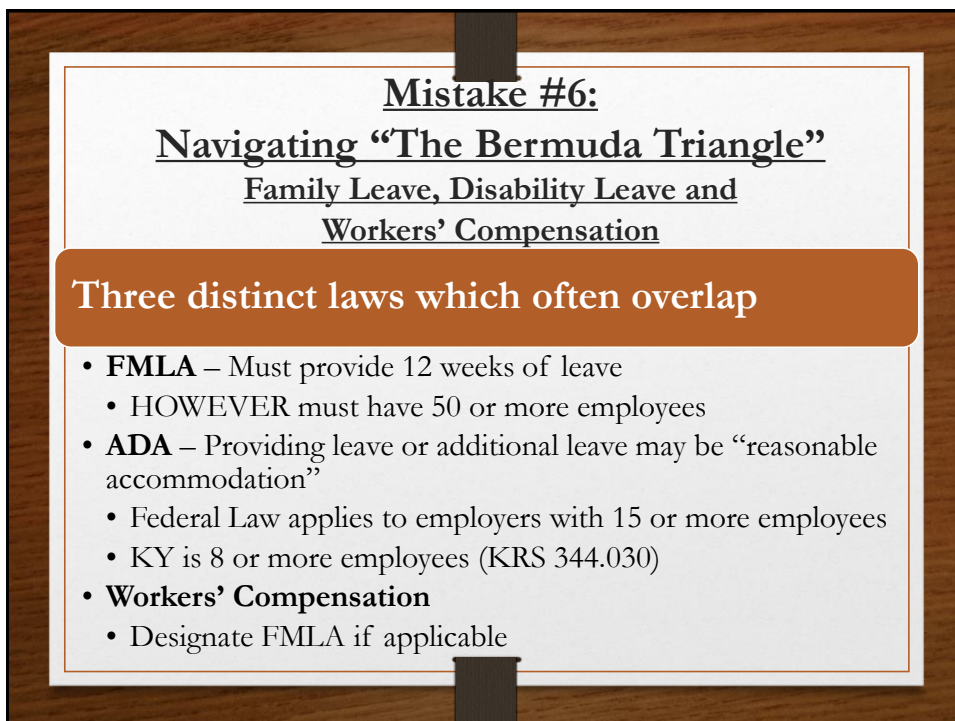 Mistake #6:
Navigating “The Bermuda Triangle”
Family Leave, Disability Leave and
Workers’ Compensation
Three distinct laws which often overlap
• FMLA – Must provide 12 weeks of leave
• HOWEVER must have 50 or more employees
• ADA – Providing leave or additional leave may be “reasonable
accommodation”
• Federal Law applies to employers with 15 or more employees
• KY is 8 or more employees (KRS 344.030)
• Workers’ Compensation
• Designate FMLA if applicable